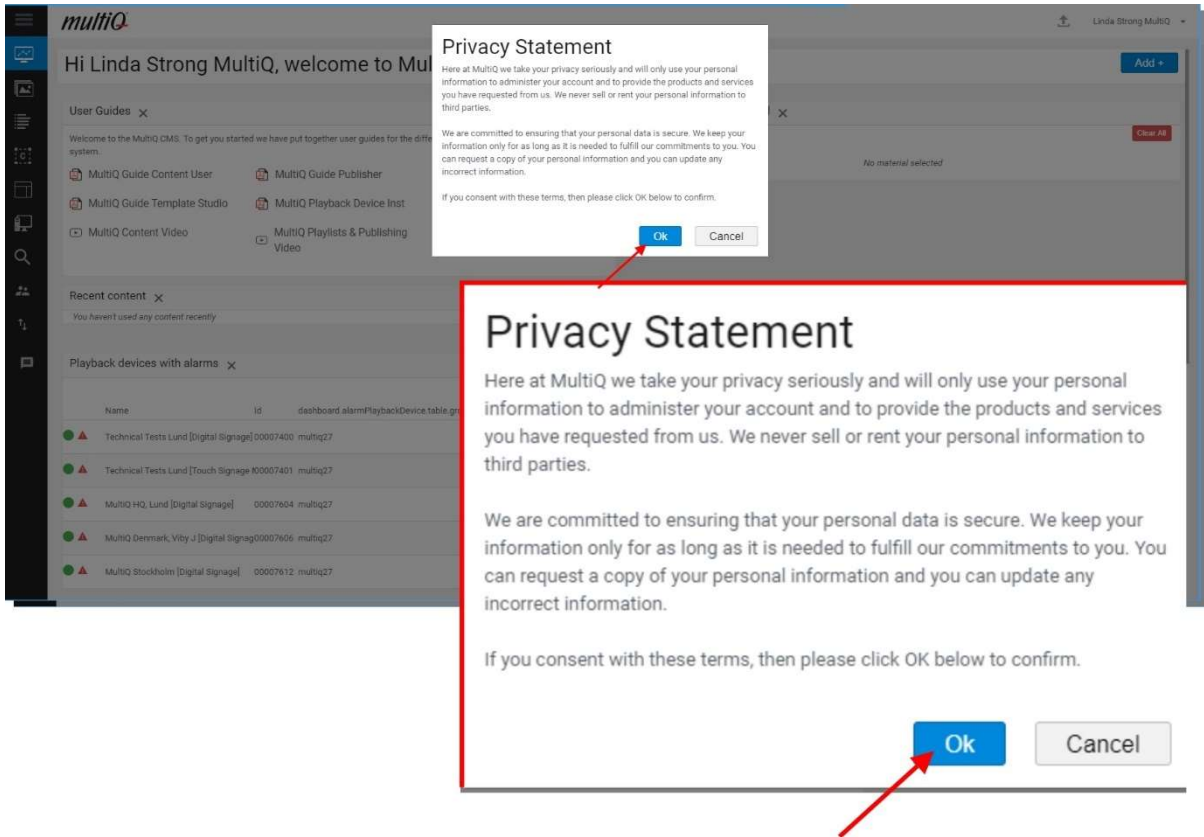 multiQ
Linda Strong MultiQ
Hi Linda Strong MultiQ, welcome to Mul
Add +
User Guides
Welcome to the MultiQ CMS. To get you started we have put together user guides for the diffe
system.
MultiQ Guide Content User
MultiQ Guide Publisher
MultiQ Guide Template Studio
MultiQ Playback Device Inst
MultiQ Content Video
MultiQ Playlists & Publishing
Video
Clear All
No material selected
Recent content
You haven't used any content recently
Playback devices with alarms
Name Id dashboard.alarmPlaybackDevice.table.gro
Technical Tests Lund [Digital Signage] 00007400 multiq27
Technical Tests Lund [Touch Signage 00007401 multiq27
MultiQ HQ, Lund [Digital Signage] 00007604 multiq27
MultiQ Denmark, Viby J [Digital Signag 00007606 multiq27
MultiQ Stockholm [Digital Signage] 00007612 multiq27
Privacy Statement
Here at MultiQ we take your privacy seriously and will only use your personal
information to administer your account and to provide the products and services
you have requested from us. We never sell or rent your personal information to
third parties.
We are committed to ensuring that your personal data is secure. We keep your
information only for as long as it is needed to fulfill our commitments to you. You
can request a copy of your personal information and you can update any
incorrect information.
If you consent with these terms, then please click OK below to confirm.
Ok Cancel
Privacy Statement
Here at MultiQ we take your privacy seriously and will only use your personal
information to administer your account and to provide the products and services
you have requested from us. We never sell or rent your personal information to
third parties.
We are committed to ensuring that your personal data is secure. We keep your
information only for as long as it is needed to fulfill our commitments to you. You
can request a copy of your personal information and you can update any
incorrect information.
If you consent with these terms, then please click OK below to confirm.
Ok Cancel